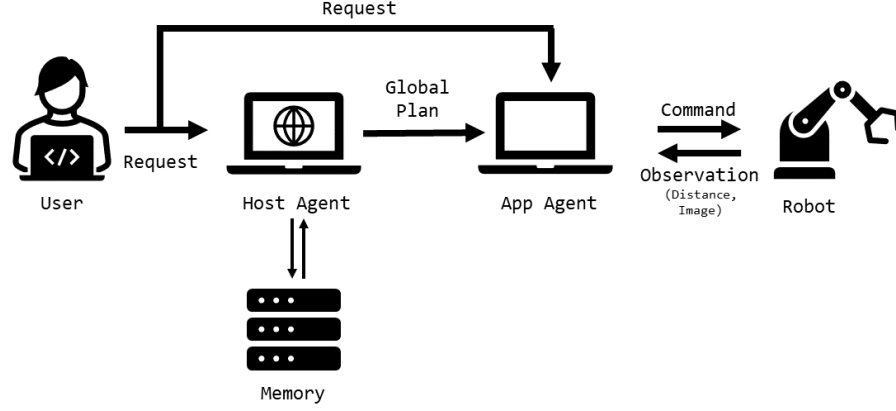 Request
Request
Global
Plan
Command
Observation
(Distance,
Image)
</>
User
Host Agent
App Agent
Robot
Memory